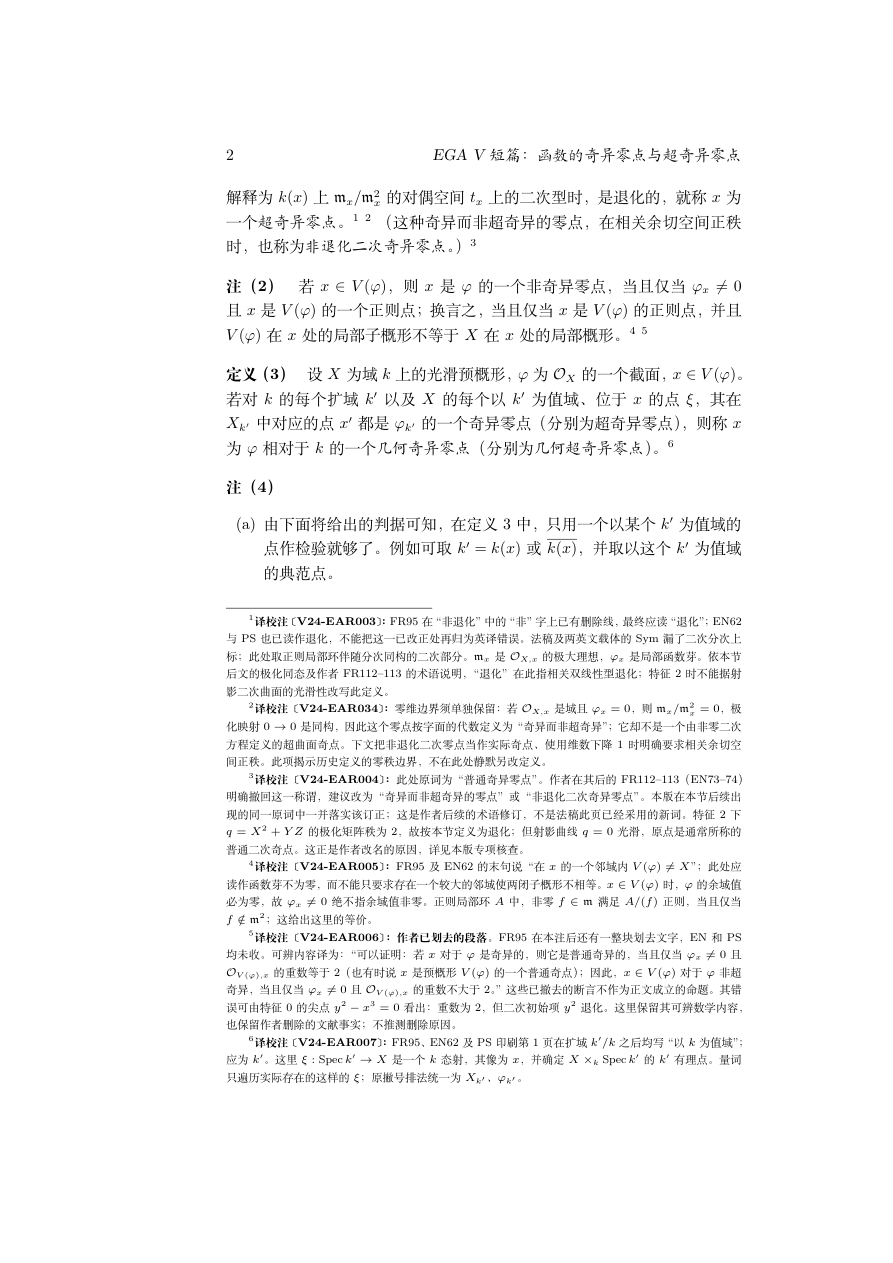 2 EGA V 短篇：函数的奇异零点与超奇异零点
解释为 k(x) 上 𝔪ₓ/𝔪ₓ² 的对偶空间 tₓ 上的二次型时，是退化的，就称 x 为
一个超奇异零点。¹ ² （这种奇异而非超奇异的零点，在相关余切空间正秩
时，也称为非退化二次奇异零点。）³
注（2） 若 x ∈ V(φ)，则 x 是 φ 的一个非奇异零点，当且仅当 φₓ ≠ 0
且 x 是 V(φ) 的一个正则点；换言之，当且仅当 x 是 V(φ) 的正则点，并且
V(φ) 在 x 处的局部子概形不等于 X 在 x 处的局部概形。⁴ ⁵
定义（3） 设 X 为域 k 上的光滑预概形，φ 为 𝒪_X 的一个截面，x ∈ V(φ)。
若对 k 的每个扩域 k′ 以及 X 的每个以 k′ 为值域、位于 x 的点 ξ，其在
X_{k′} 中对应的点 x′ 都是 φ_{k′} 的一个奇异零点（分别为超奇异零点），则称 x
为 φ 相对于 k 的一个几何奇异零点（分别为几何超奇异零点）。⁶
注（4）
(a) 由下面将给出的判据可知，在定义 3 中，只用一个以某个 k′ 为值域的
点作检验就够了。例如可取 k′ = k(x) 或 \overline{k(x)}，并取以这个 k′ 为值域
的典范点。
¹译校注〔V24-EAR003〕：FR95 在“非退化”中的“非”字上已有删除线，最终应读“退化”；EN62
与 PS 也已读作退化，不能把这一已改正处再归为英译错误。法稿及两英文载体的 Sym 漏了二次分次上
标；此处取正则局部环伴随分次同构的二次部分。𝔪ₓ 是 𝒪_{X,x} 的极大理想，φₓ 是局部函数芽。依本节
后文的极化同态及作者 FR112–113 的术语说明，“退化”在此指相关双线性型退化；特征 2 时不能据射
影二次曲面的光滑性改写此定义。
²译校注〔V24-EAR034〕：零维边界须单独保留：若 𝒪_{X,x} 是域且 φₓ = 0，则 𝔪ₓ/𝔪ₓ² = 0，极
化映射 0 → 0 是同构，因此这个零点按字面的代数定义为“奇异而非超奇异”；它却不是一个由非零二次
方程定义的超曲面奇点。下文把非退化二次零点当作实际奇点、使用维数下降 1 时明确要求相关余切空
间正秩。此项揭示历史定义的零秩边界，不在此处静默另改定义。
³译校注〔V24-EAR004〕：此处原词为“普通奇异零点”。作者在其后的 FR112–113（EN73–74）
明确撤回这一称谓，建议改为“奇异而非超奇异的零点”或“非退化二次奇异零点”。本版在本节后续出
现的同一原词中一并落实该订正；这是作者后续的术语修订，不是法稿此页已经采用的新词。特征 2 下
q = X² + YZ 的极化矩阵秩为 2，故按本节定义为退化；但射影曲线 q = 0 光滑，原点是通常所称的
普通二次奇点。这正是作者改名的原因，详见本版专项核查。
⁴译校注〔V24-EAR005〕：FR95 及 EN62 的末句说“在 x 的一个邻域内 V(φ) ≠ X”；此处应
读作函数芽不为零，而不能只要求存在一个较大的邻域使两闭子概形不相等。x ∈ V(φ) 时，φ 的余域值
必为零，故 φₓ ≠ 0 绝不指余域值非零。正则局部环 A 中，非零 f ∈ 𝔪 满足 A/(f) 正则，当且仅当
f ∉ 𝔪²；这给出这里的等价。
⁵译校注〔V24-EAR006〕：作者已划去的段落。FR95 在本注后还有一整块划去文字，EN 和 PS
均未收。可辨内容译为：“可以证明：若 x 对于 φ 是奇异的，则它是普通奇异的，当且仅当 φₓ ≠ 0 且
𝒪_{V(φ),x} 的重数等于 2（也有时说 x 是预概形 V(φ) 的一个普通奇点）；因此，x ∈ V(φ) 对于 φ 非超
奇异，当且仅当 φₓ ≠ 0 且 𝒪_{V(φ),x} 的重数不大于 2。”这些已撤去的断言不作为正文成立的命题。其错
误可由特征 0 的尖点 y² − x³ = 0 看出：重数为 2，但二次初始项 y² 退化。这里保留其可辨数学内容，
也保留作者删除的文献事实；不推测删除原因。
⁶译校注〔V24-EAR007〕：FR95、EN62 及 PS 印刷第 1 页在扩域 k′/k 之后均写“以 k 为值域”；
应为 k′。这里 ξ : Spec k′ → X 是一个 k 态射，其像为 x，并确定 X ×ₖ Spec k′ 的 k′ 有理点。量词
只遍历实际存在的这样的 ξ；原撇号排法统一为 X_{k′}、φ_{k′}。